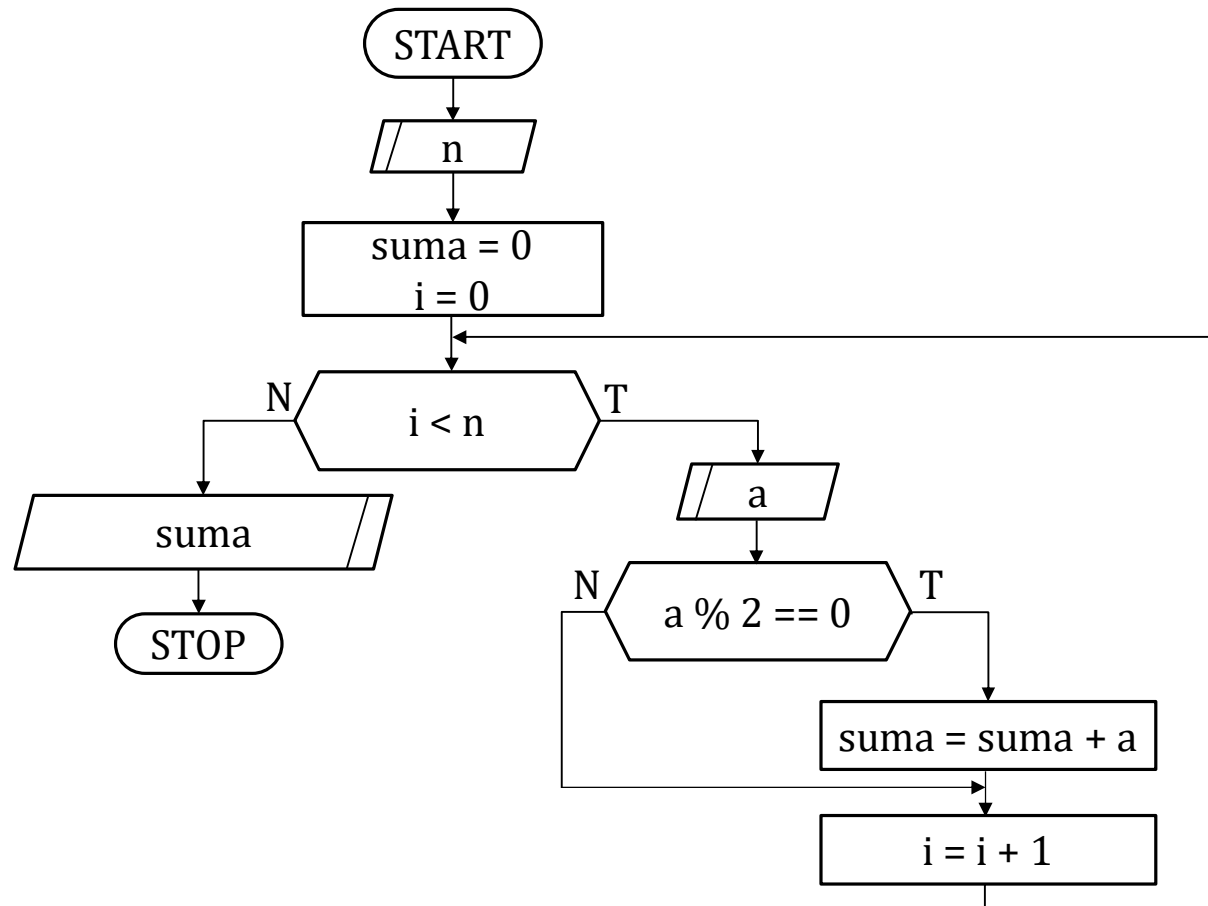 START
n
suma = 0
i = 0
N
T
i < n
a
suma
N
T
a % 2 == 0
STOP
suma = suma + a
i = i + 1